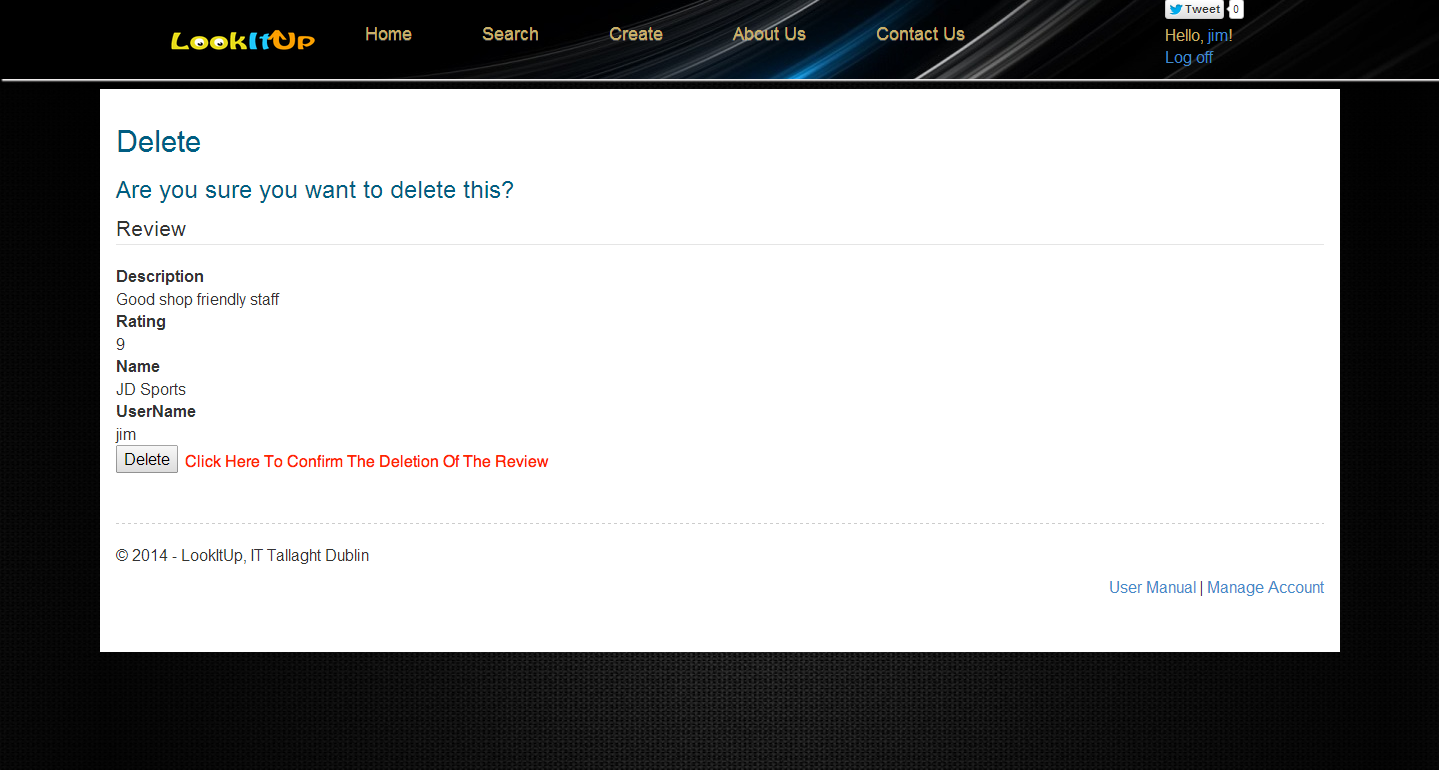 LookItUp
Home Search Create About Us Contact Us
Tweet 0
Hello, jim!
Log off
Delete
Are you sure you want to delete this?
Review
Description
Good shop friendly staff
Rating
9
Name
JD Sports
UserName
jim
Delete Click Here To Confirm The Deletion Of The Review
© 2014 - LookItUp, IT Tallaght Dublin
User Manual | Manage Account